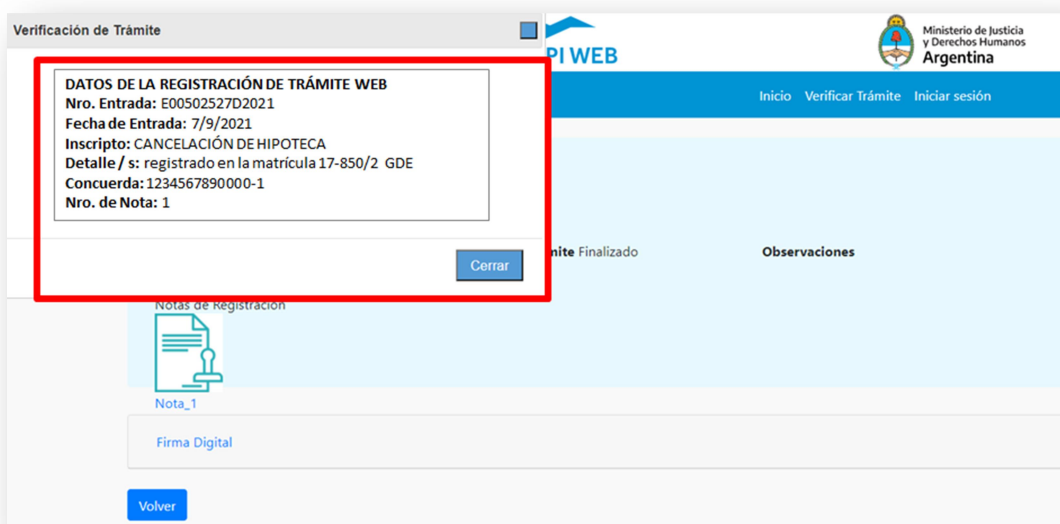 Verificación de Trámite
DATOS DE LA REGISTRACIÓN DE TRÁMITE WEB
Nro. Entrada: E00502527D2021
Fecha de Entrada: 7/9/2021
Inscripto: CANCELACIÓN DE HIPOTECA
Detalle / s: registrado en la matrícula 17-850/2 GDE
Concuerda: 1234567890000-1
Nro. de Nota: 1
Cerrar
PI WEB
Ministerio de Justicia
y Derechos Humanos
Argentina
Inicio Verificar Trámite Iniciar sesión
Finalizado
Observaciones
Notas de Registración
Nota_1
Firma Digital
Volver